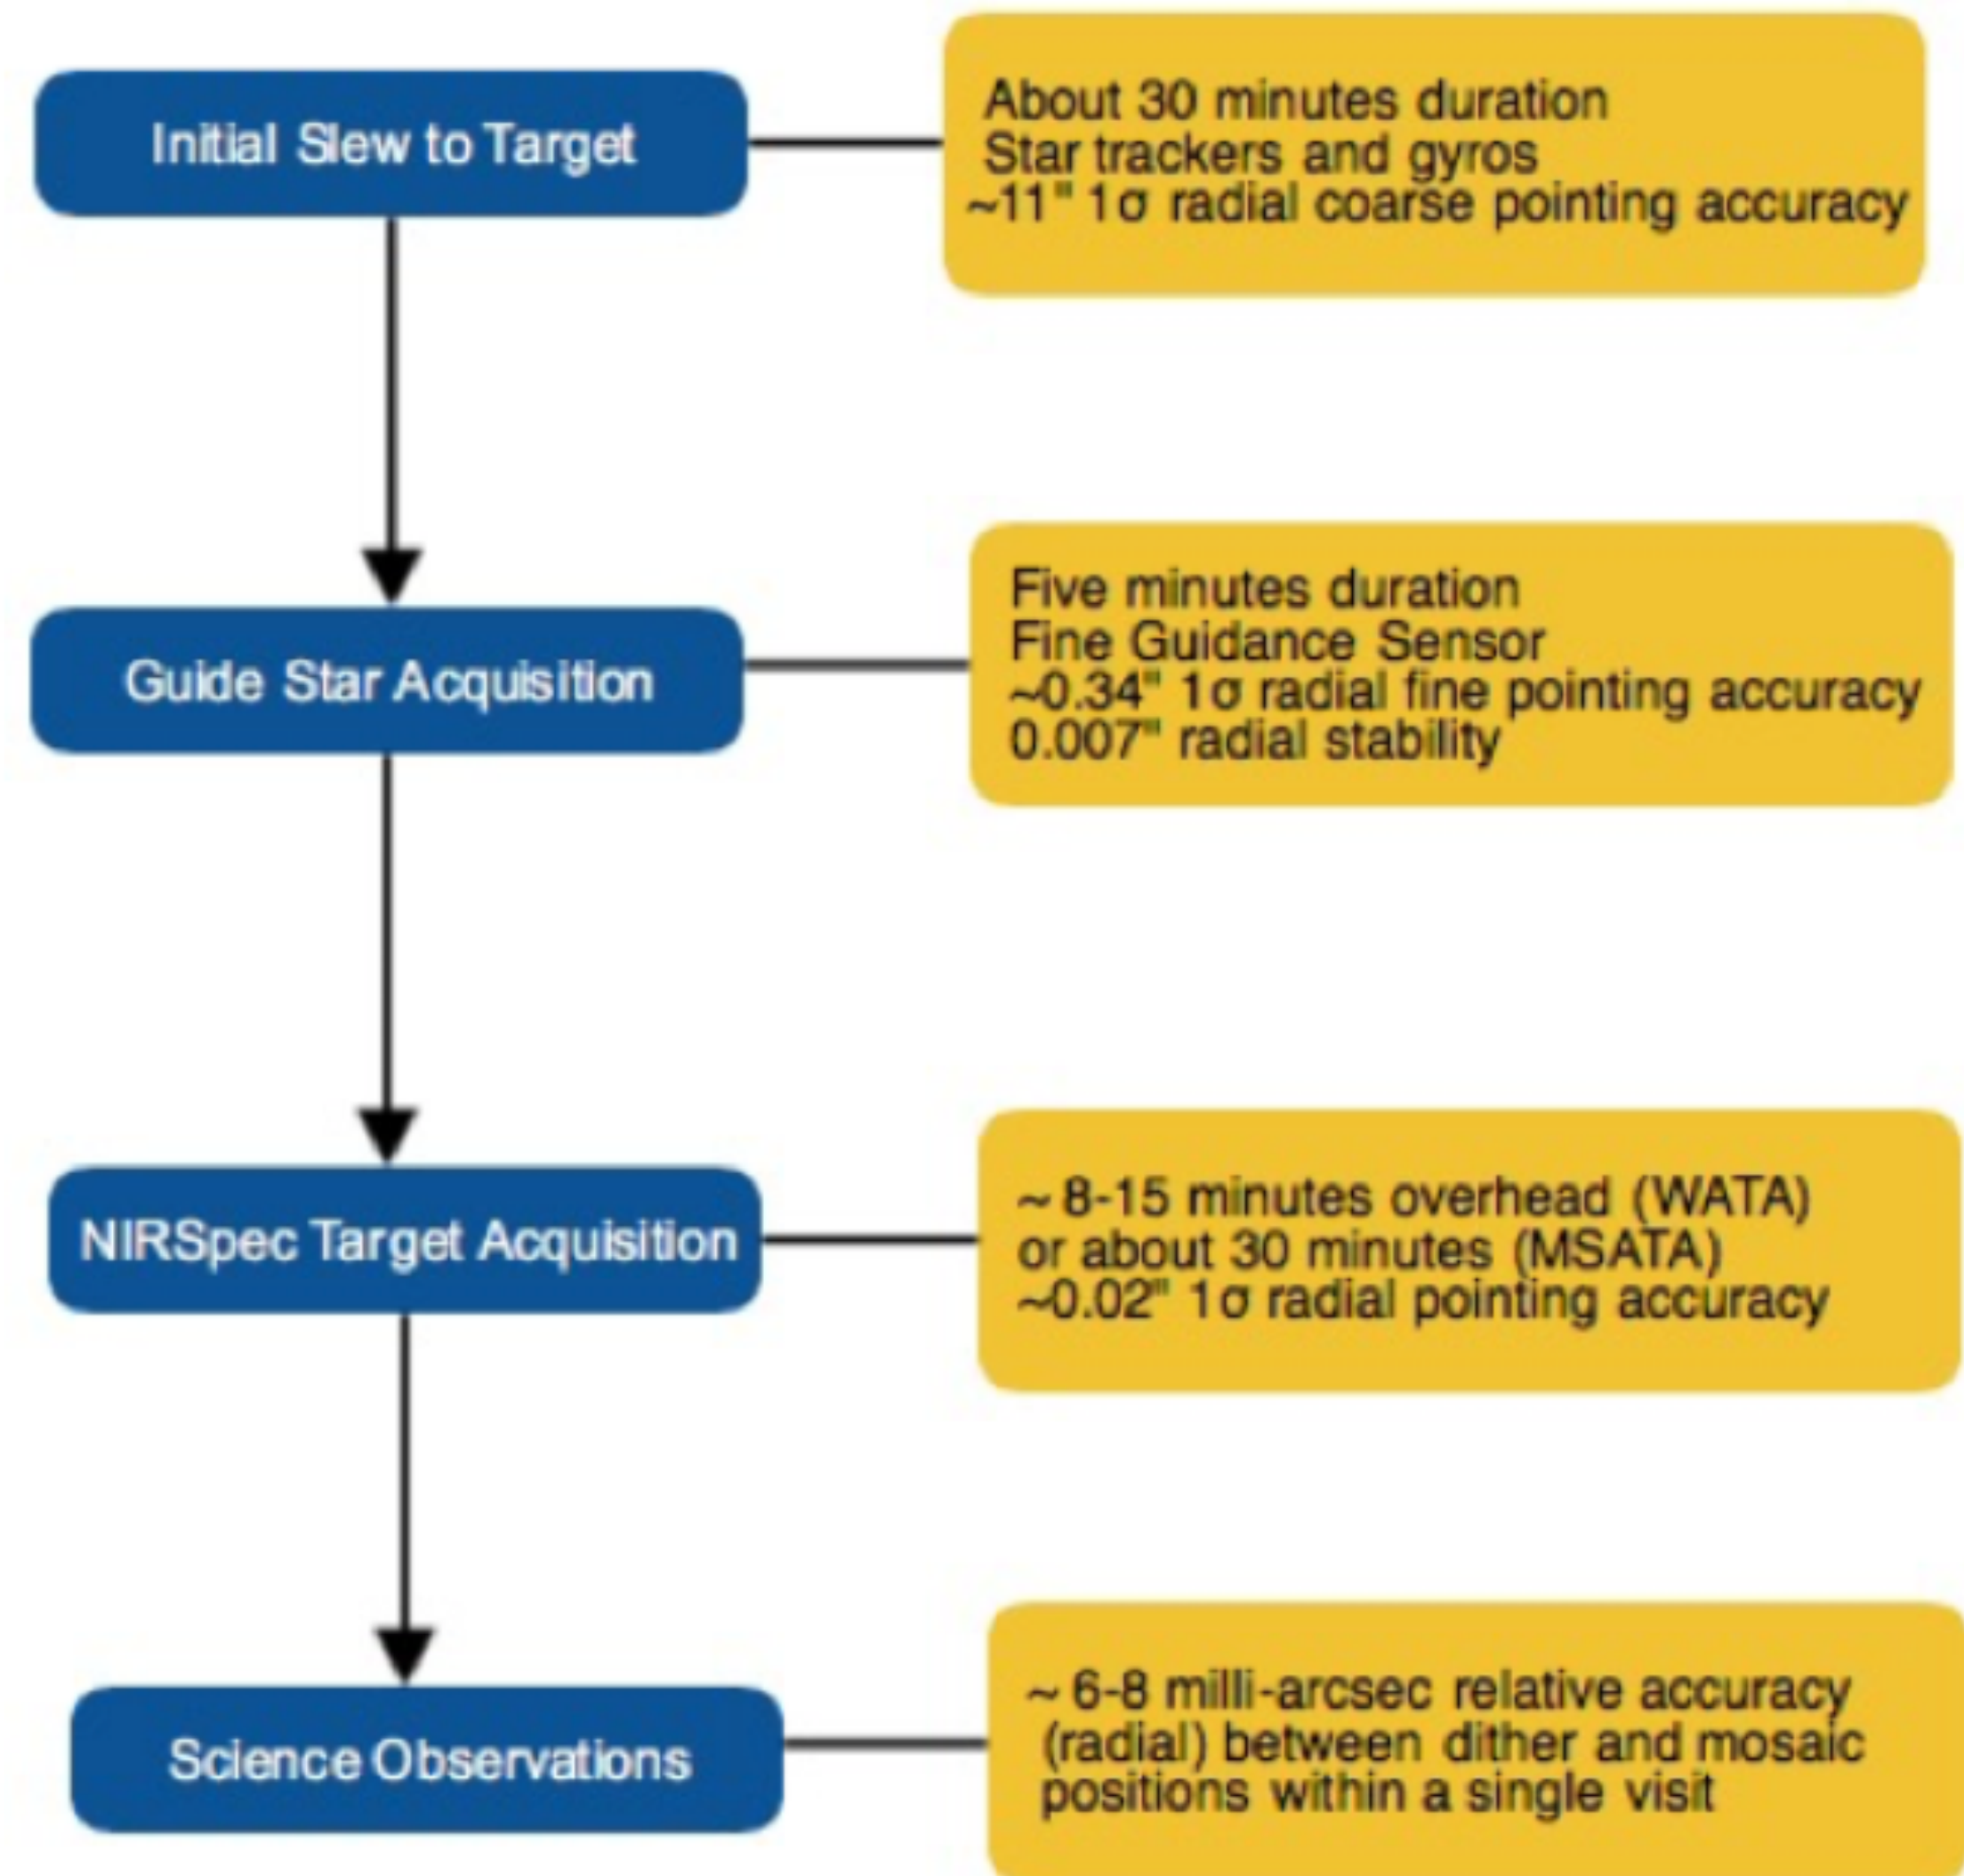 Initial Slew to Target
About 30 minutes duration
Star trackers and gyros
~11" 1σ radial coarse pointing accuracy
Guide Star Acquisition
Five minutes duration
Fine Guidance Sensor
~0.34" 1σ radial fine pointing accuracy
0.007" radial stability
NIRSpec Target Acquisition
~ 8-15 minutes overhead (WATA)
or about 30 minutes (MSATA)
~0.02" 1σ radial pointing accuracy
Science Observations
~ 6-8 milli-arcsec relative accuracy
(radial) between dither and mosaic
positions within a single visit